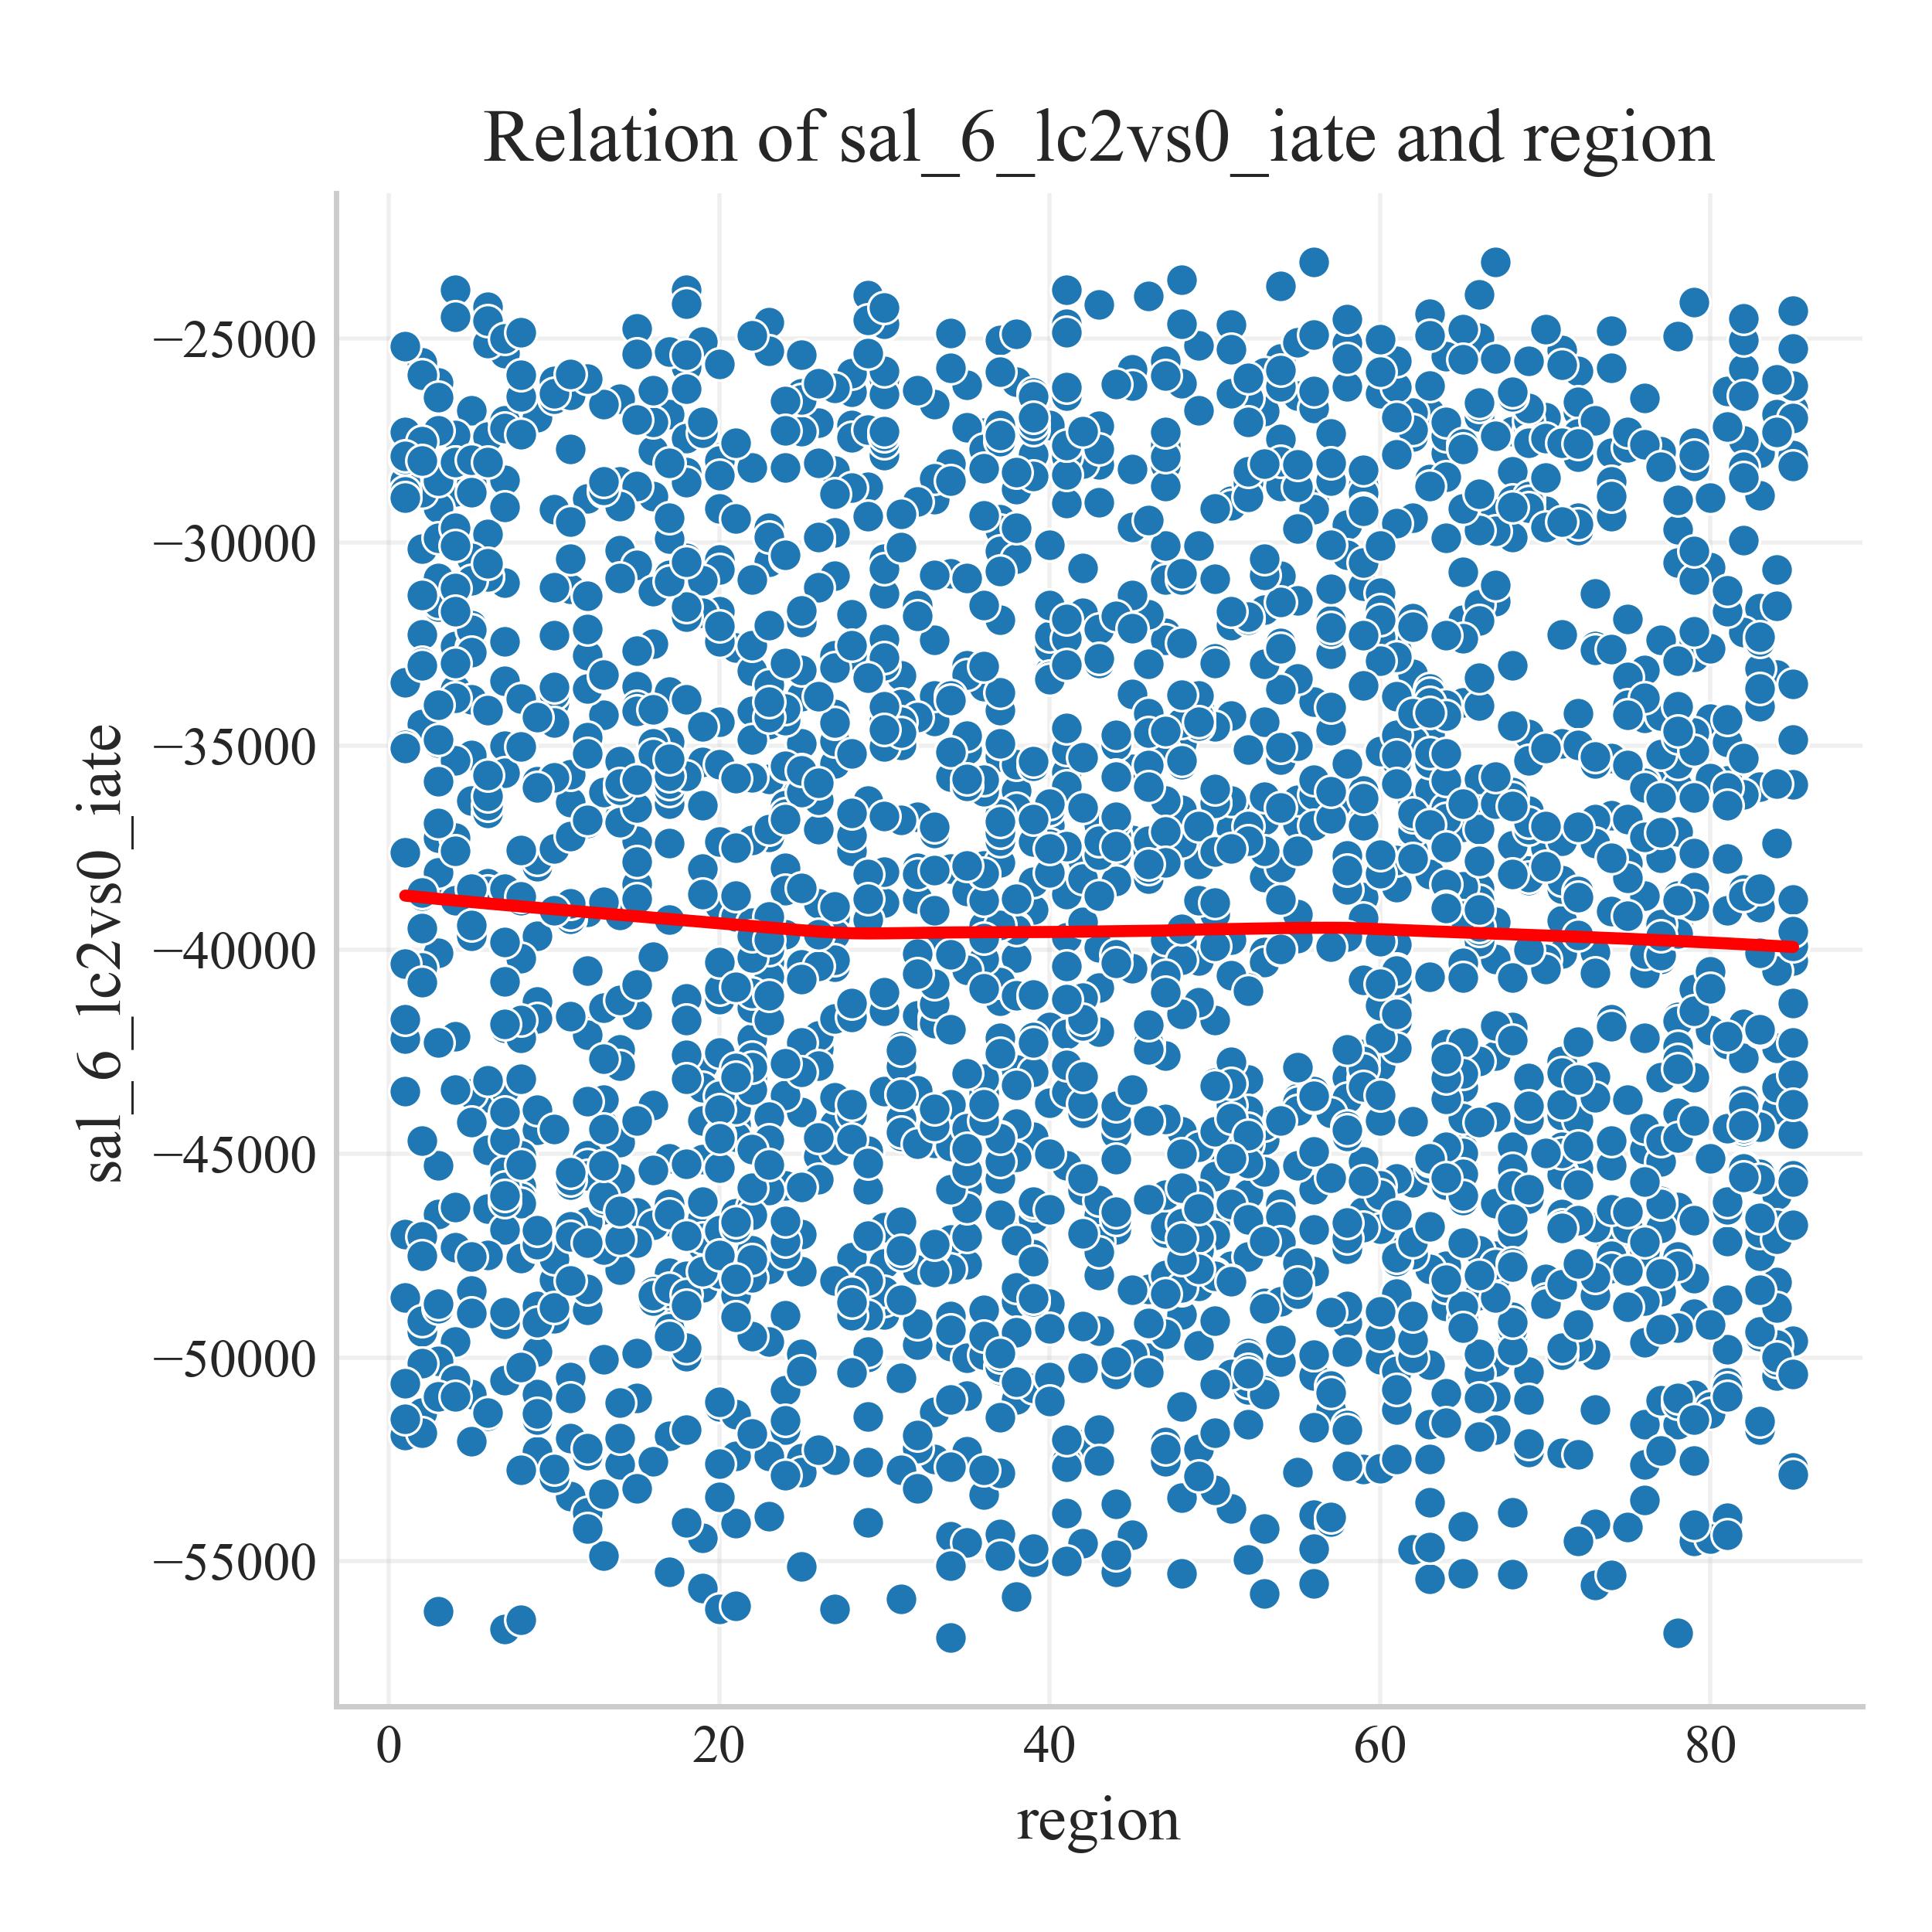 Relation of sal_6_lc2vs0_iate and region
sal_6_lc2vs0_iate
−25000
−30000
−35000
−40000
−45000
−50000
−55000
0 20 40 60 80
region